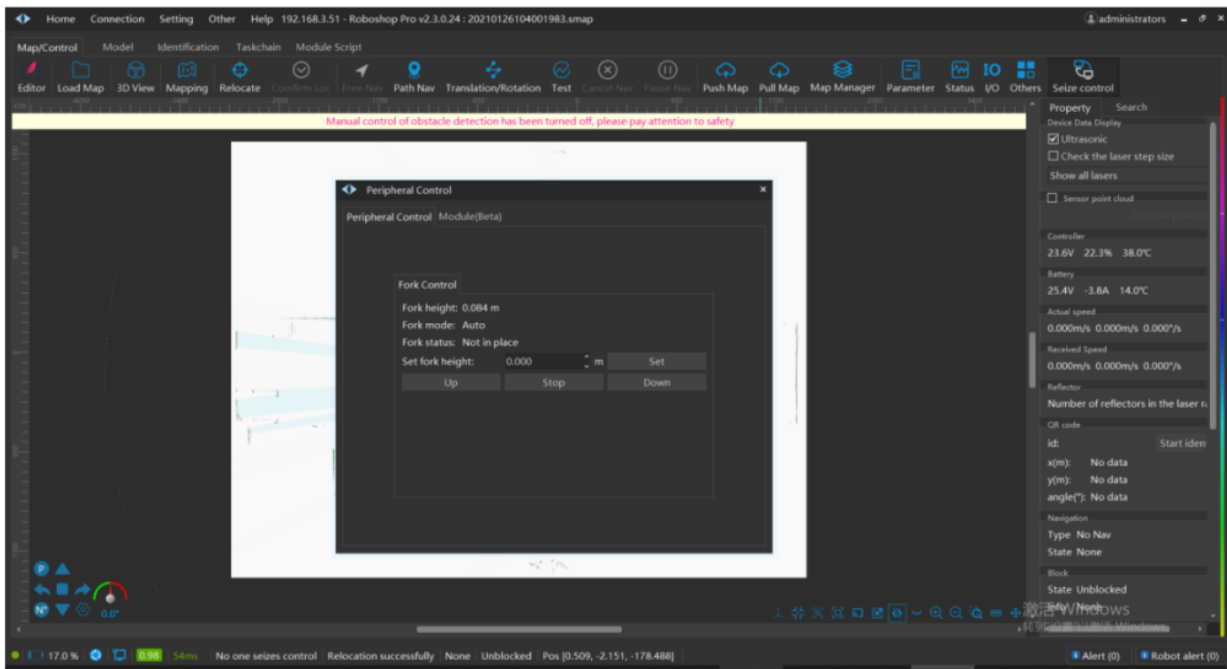 Home Connection Setting Other Help 192.168.3.51 - Roboshop Pro v2.3.0.24 : 20210126104001983.smap administrators
Map/Control Model Identification Taskchain Module Script
Editor Load Map 3D View Mapping Relocate Confirm Loc Free Nav Path Nav Translation/Rotation Test Cancel Nav Pause Nav Push Map Pull Map Map Manager Parameter Status I/O Others Seize control
Manual control of obstacle detection has been turned off, please pay attention to safety
Property Search
Device Data Display
Ultrasonic
Check the laser step size
Show all lasers
Sensor point cloud
Controller
23.6V 22.3% 38.0℃
Battery
25.4V -3.8A 14.0℃
Actual speed
0.000m/s 0.000m/s 0.000°/s
Received Speed
0.000m/s 0.000m/s 0.000°/s
Reflector
Number of reflectors in the laser r
QR code
id: Start iden
x(m): No data
y(m): No data
angle(°): No data
Navigation
Type No Nav
State None
Block
State Unblocked
Info None
Peripheral Control
Peripheral Control Module(Beta)
Fork Control
Fork height: 0.084 m
Fork mode: Auto
Fork status: Not in place
Set fork height: 0.000 m Set
Up Stop Down
P
N
0.0°
激活 Windows
17.0 % 0.98 54ms No one seizes control Relocation successfully None Unblocked Pos [0.509, -2.151, -178.488] Alert (0) Robot alert (0)